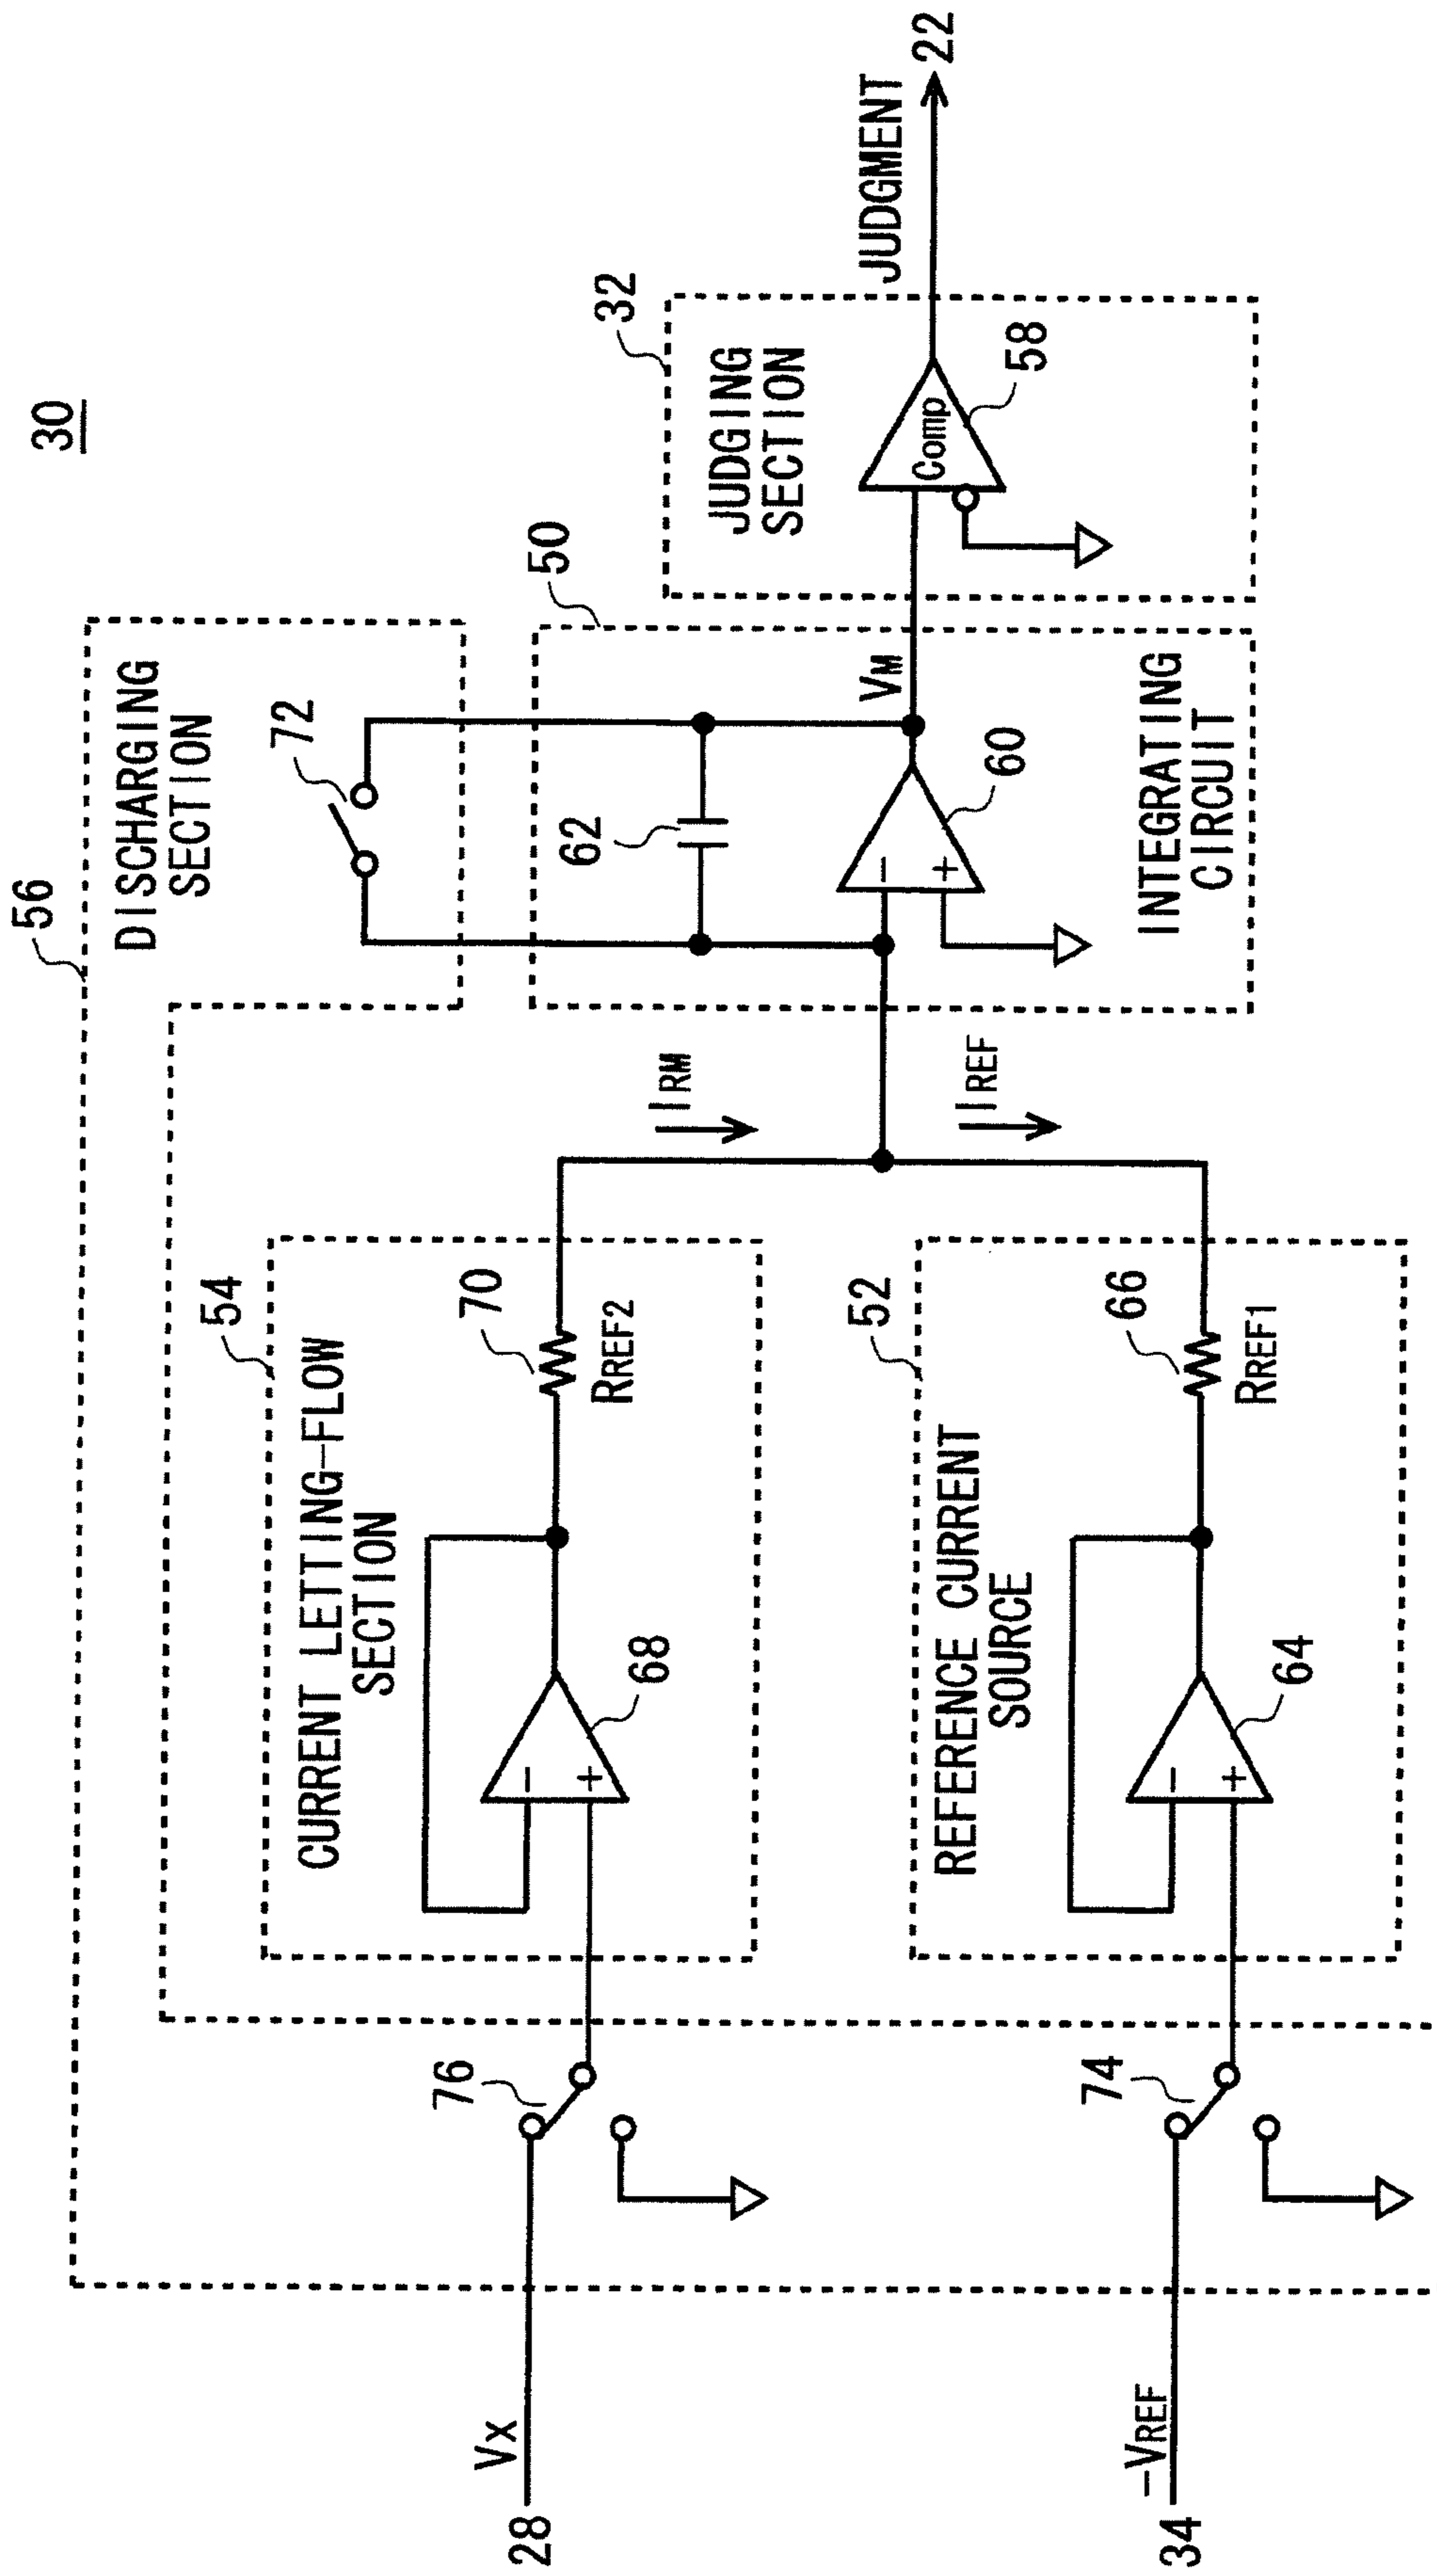 30
56
DISCHARGING
SECTION
72
54
CURRENT LETTING-FLOW
SECTION
70
RREF2
68
−
+
76
VX
28
IRM
IREF
50
62
60
−
+
VM
INTEGRATING
CIRCUIT
32
JUDGING
SECTION
Comp
58
JUDGMENT
22
52
REFERENCE CURRENT
SOURCE
66
RREF1
64
−
+
74
−VREF
34